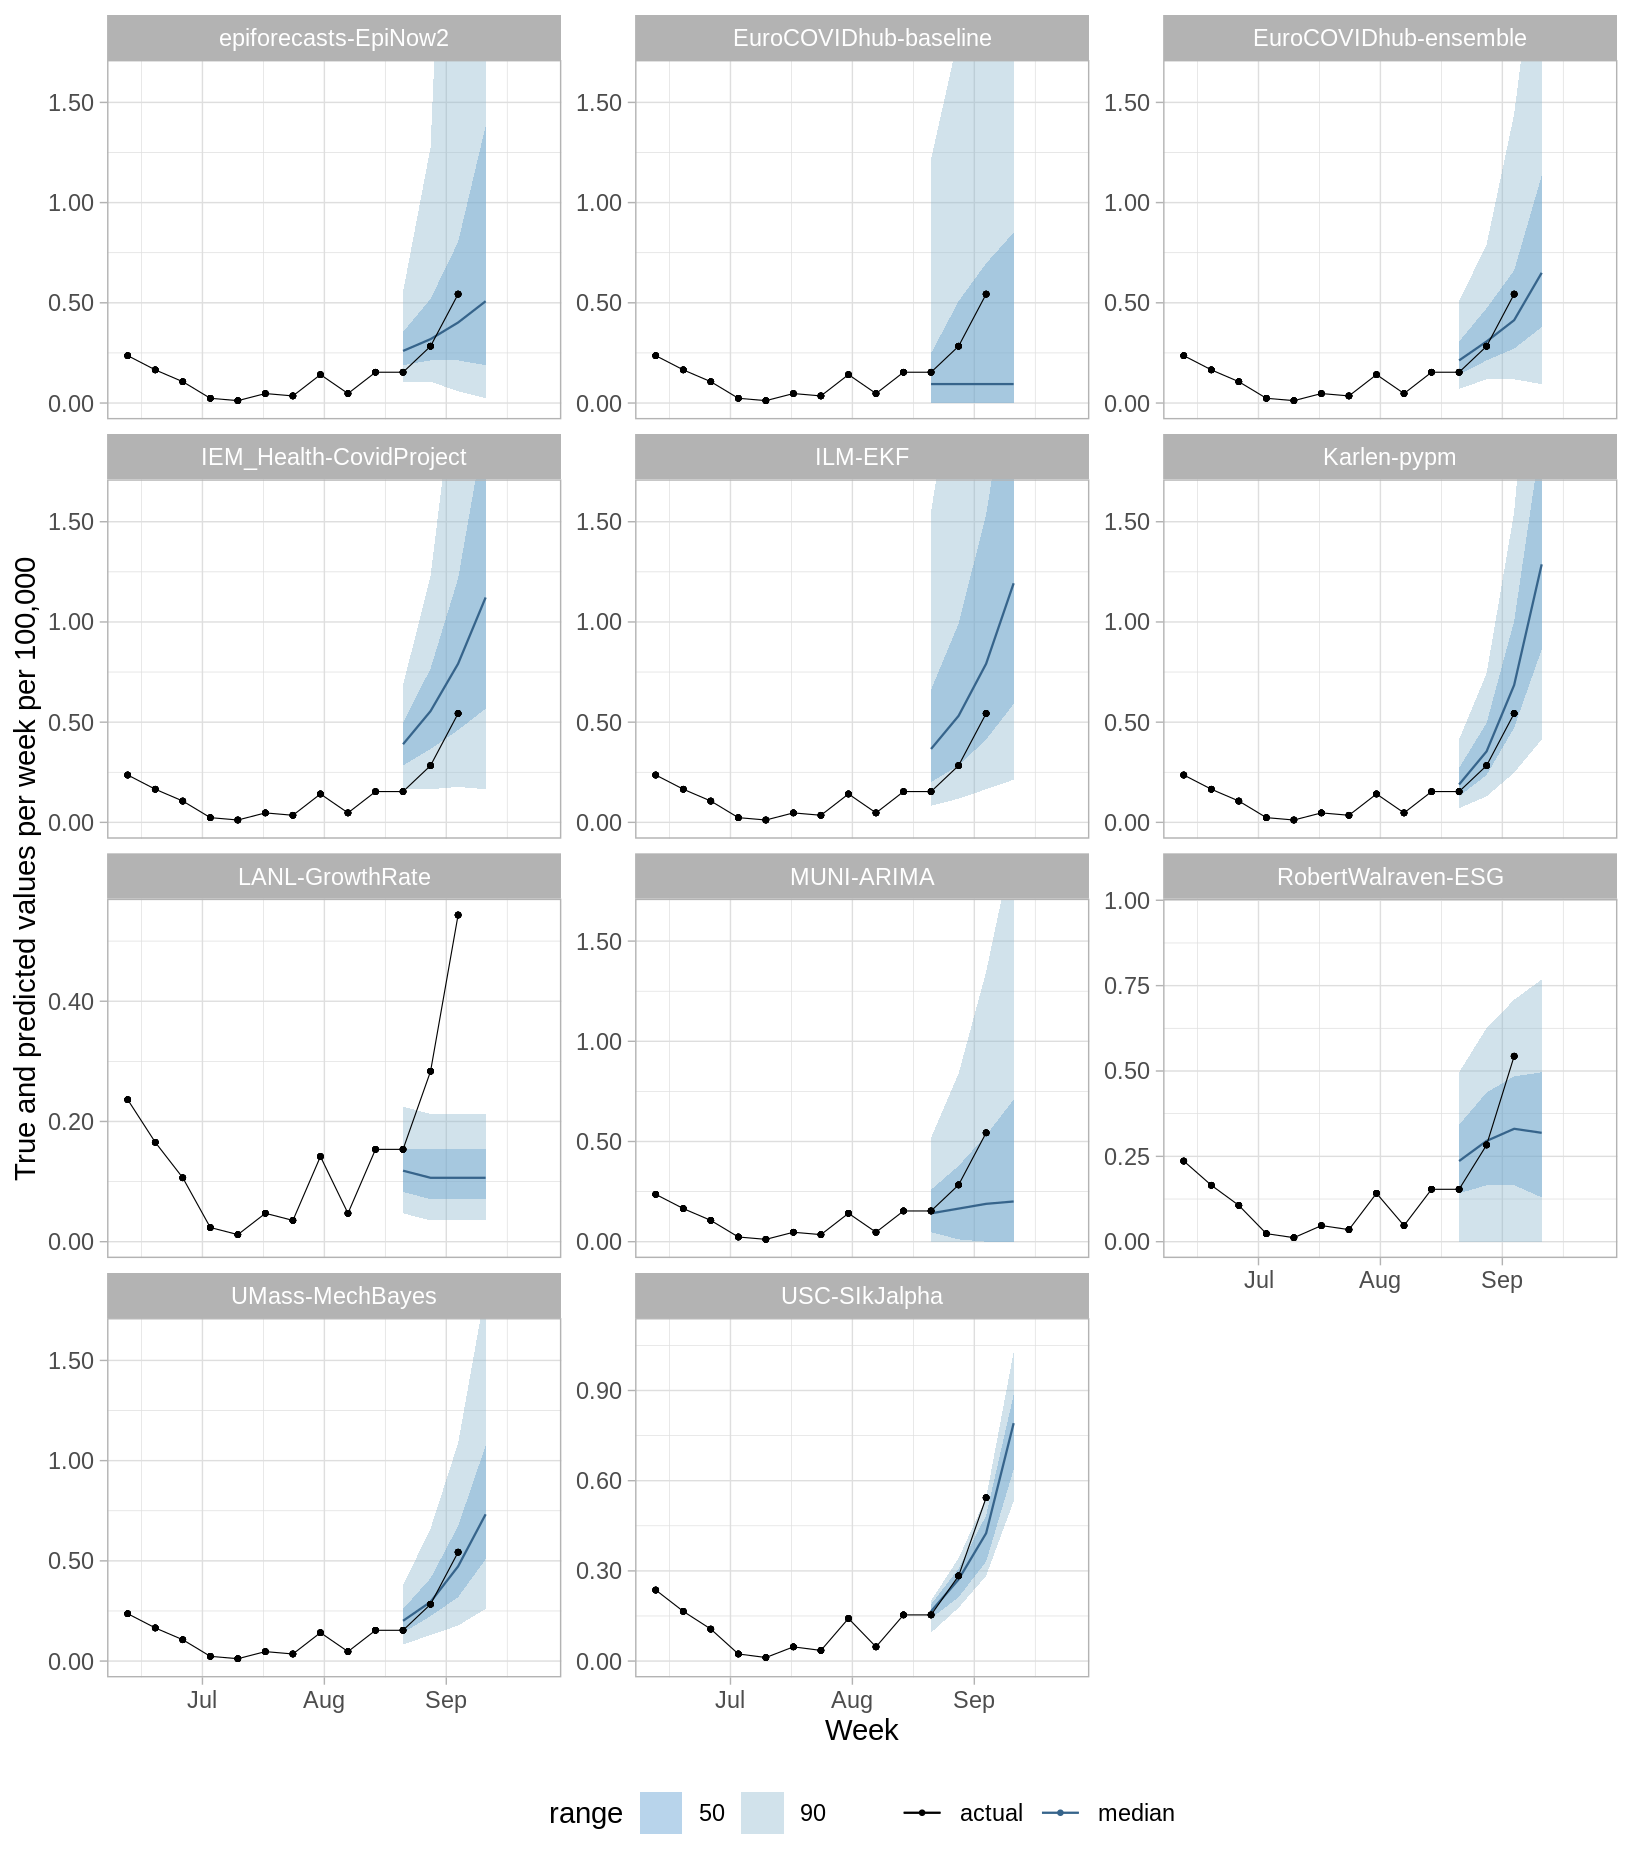 True and predicted values per week per 100,000
epiforecasts-EpiNow2
EuroCOVIDhub-baseline
EuroCOVIDhub-ensemble
1.50
1.00
0.50
0.00
1.50
1.00
0.50
0.00
1.50
1.00
0.50
0.00
IEM_Health-CovidProject
ILM-EKF
Karlen-pypm
1.50
1.00
0.50
0.00
1.50
1.00
0.50
0.00
1.50
1.00
0.50
0.00
LANL-GrowthRate
MUNI-ARIMA
RobertWalraven-ESG
0.40
0.20
0.00
1.50
1.00
0.50
0.00
1.00
0.75
0.50
0.25
0.00
Jul Aug Sep
UMass-MechBayes
USC-SIkJalpha
1.50
1.00
0.50
0.00
0.90
0.60
0.30
0.00
Jul Aug Sep
Jul Aug Sep
Week
range 50 90 actual median